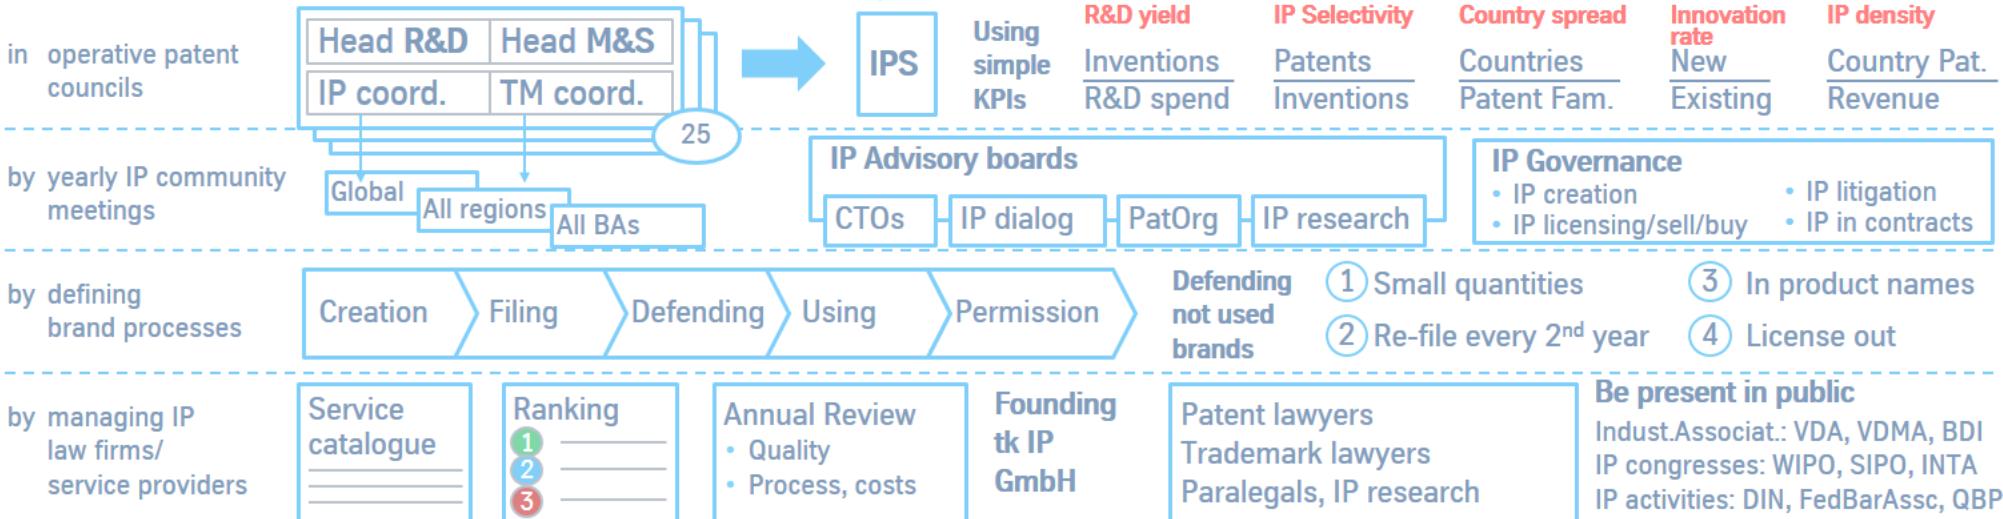 in operative patent
councils
Head R&D
Head M&S
IP coord.
TM coord.
25
IPS
Using
simple
KPIs
R&D yield
Inventions
R&D spend
IP Selectivity
Patents
Inventions
Country spread
Countries
Patent Fam.
Innovation
rate
New
Existing
IP density
Country Pat.
Revenue
by yearly IP community
meetings
Global
All regions
All BAs
IP Advisory boards
CTOs
IP dialog
PatOrg
IP research
IP Governance
• IP creation
• IP licensing/sell/buy
• IP litigation
• IP in contracts
by defining
brand processes
Creation
Filing
Defending
Using
Permission
Defending
not used
brands
1 Small quantities
2 Re-file every 2nd year
3 In product names
4 License out
by managing IP
law firms/
service providers
Service
catalogue
Ranking
1
2
3
Annual Review
• Quality
• Process, costs
Founding
tk IP
GmbH
Patent lawyers
Trademark lawyers
Paralegals, IP research
Be present in public
Indust.Associat.: VDA, VDMA, BDI
IP congresses: WIPO, SIPO, INTA
IP activities: DIN, FedBarAssc, QBP